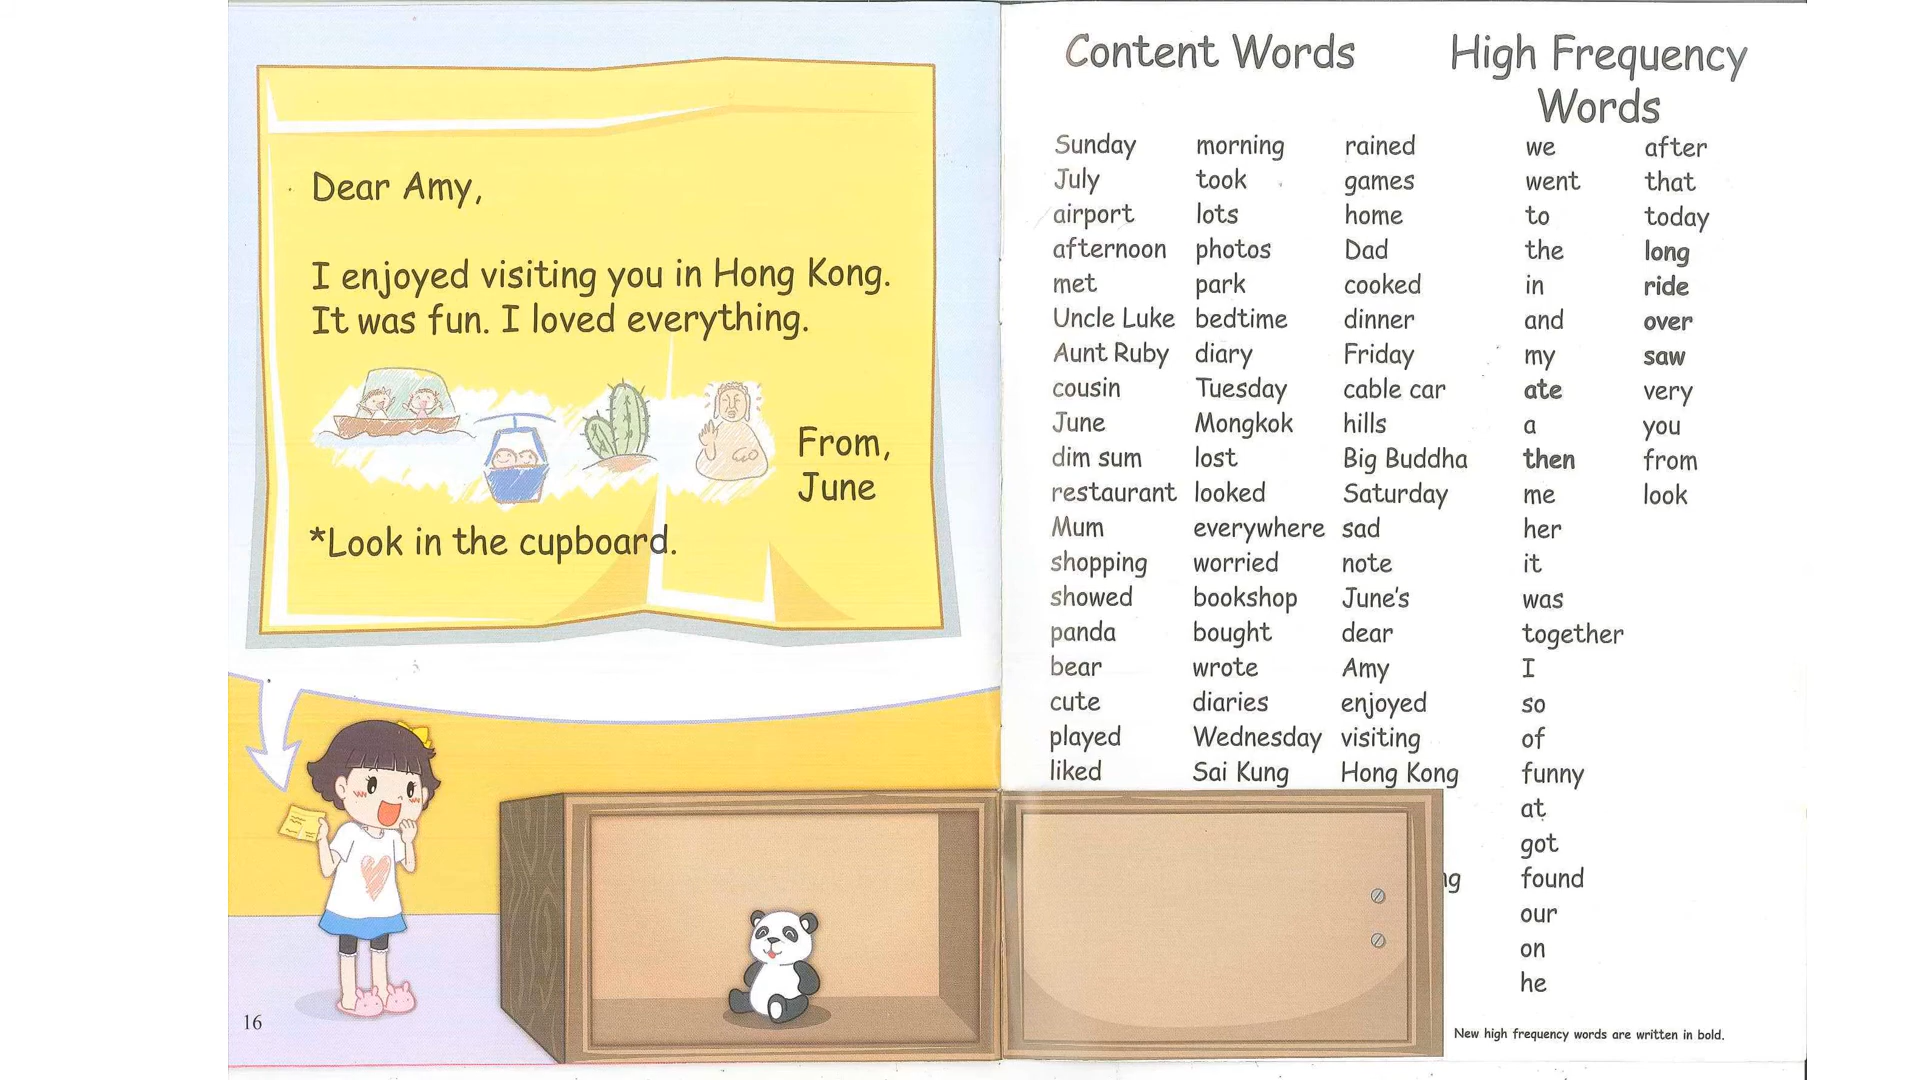 Dear Amy,
I enjoyed visiting you in Hong Kong.
It was fun. I loved everything.
From,
June
*Look in the cupboard.
16
Content Words
Sunday morning rained
July took games
airport lots home
afternoon photos Dad
met park cooked
Uncle Luke bedtime dinner
Aunt Ruby diary Friday
cousin Tuesday cable car
June Mongkok hills
dim sum lost Big Buddha
restaurant looked Saturday
Mum everywhere sad
shopping worried note
showed bookshop June's
panda bought dear
bear wrote Amy
cute diaries enjoyed
played Wednesday visiting
liked Sai Kung Hong Kong
High Frequency
Words
we after
went that
to today
the long
in ride
and over
my saw
ate very
a you
then from
me look
her
it
was
together
I
so
of
funny
at
got
found
our
on
he
New high frequency words are written in bold.